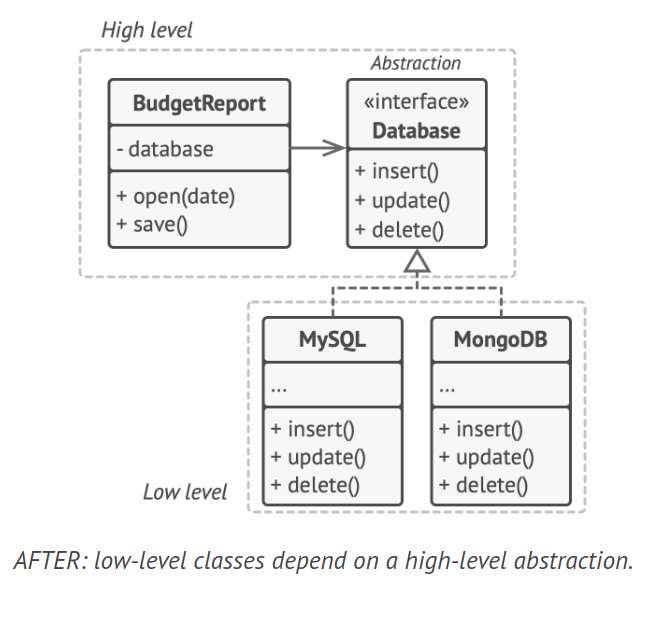 High level
Abstraction
BudgetReport
- database
+ open(date)
+ save()
«interface»
Database
+ insert()
+ update()
+ delete()
MySQL
...
+ insert()
+ update()
+ delete()
MongoDB
...
+ insert()
+ update()
+ delete()
Low level
AFTER: low-level classes depend on a high-level abstraction.